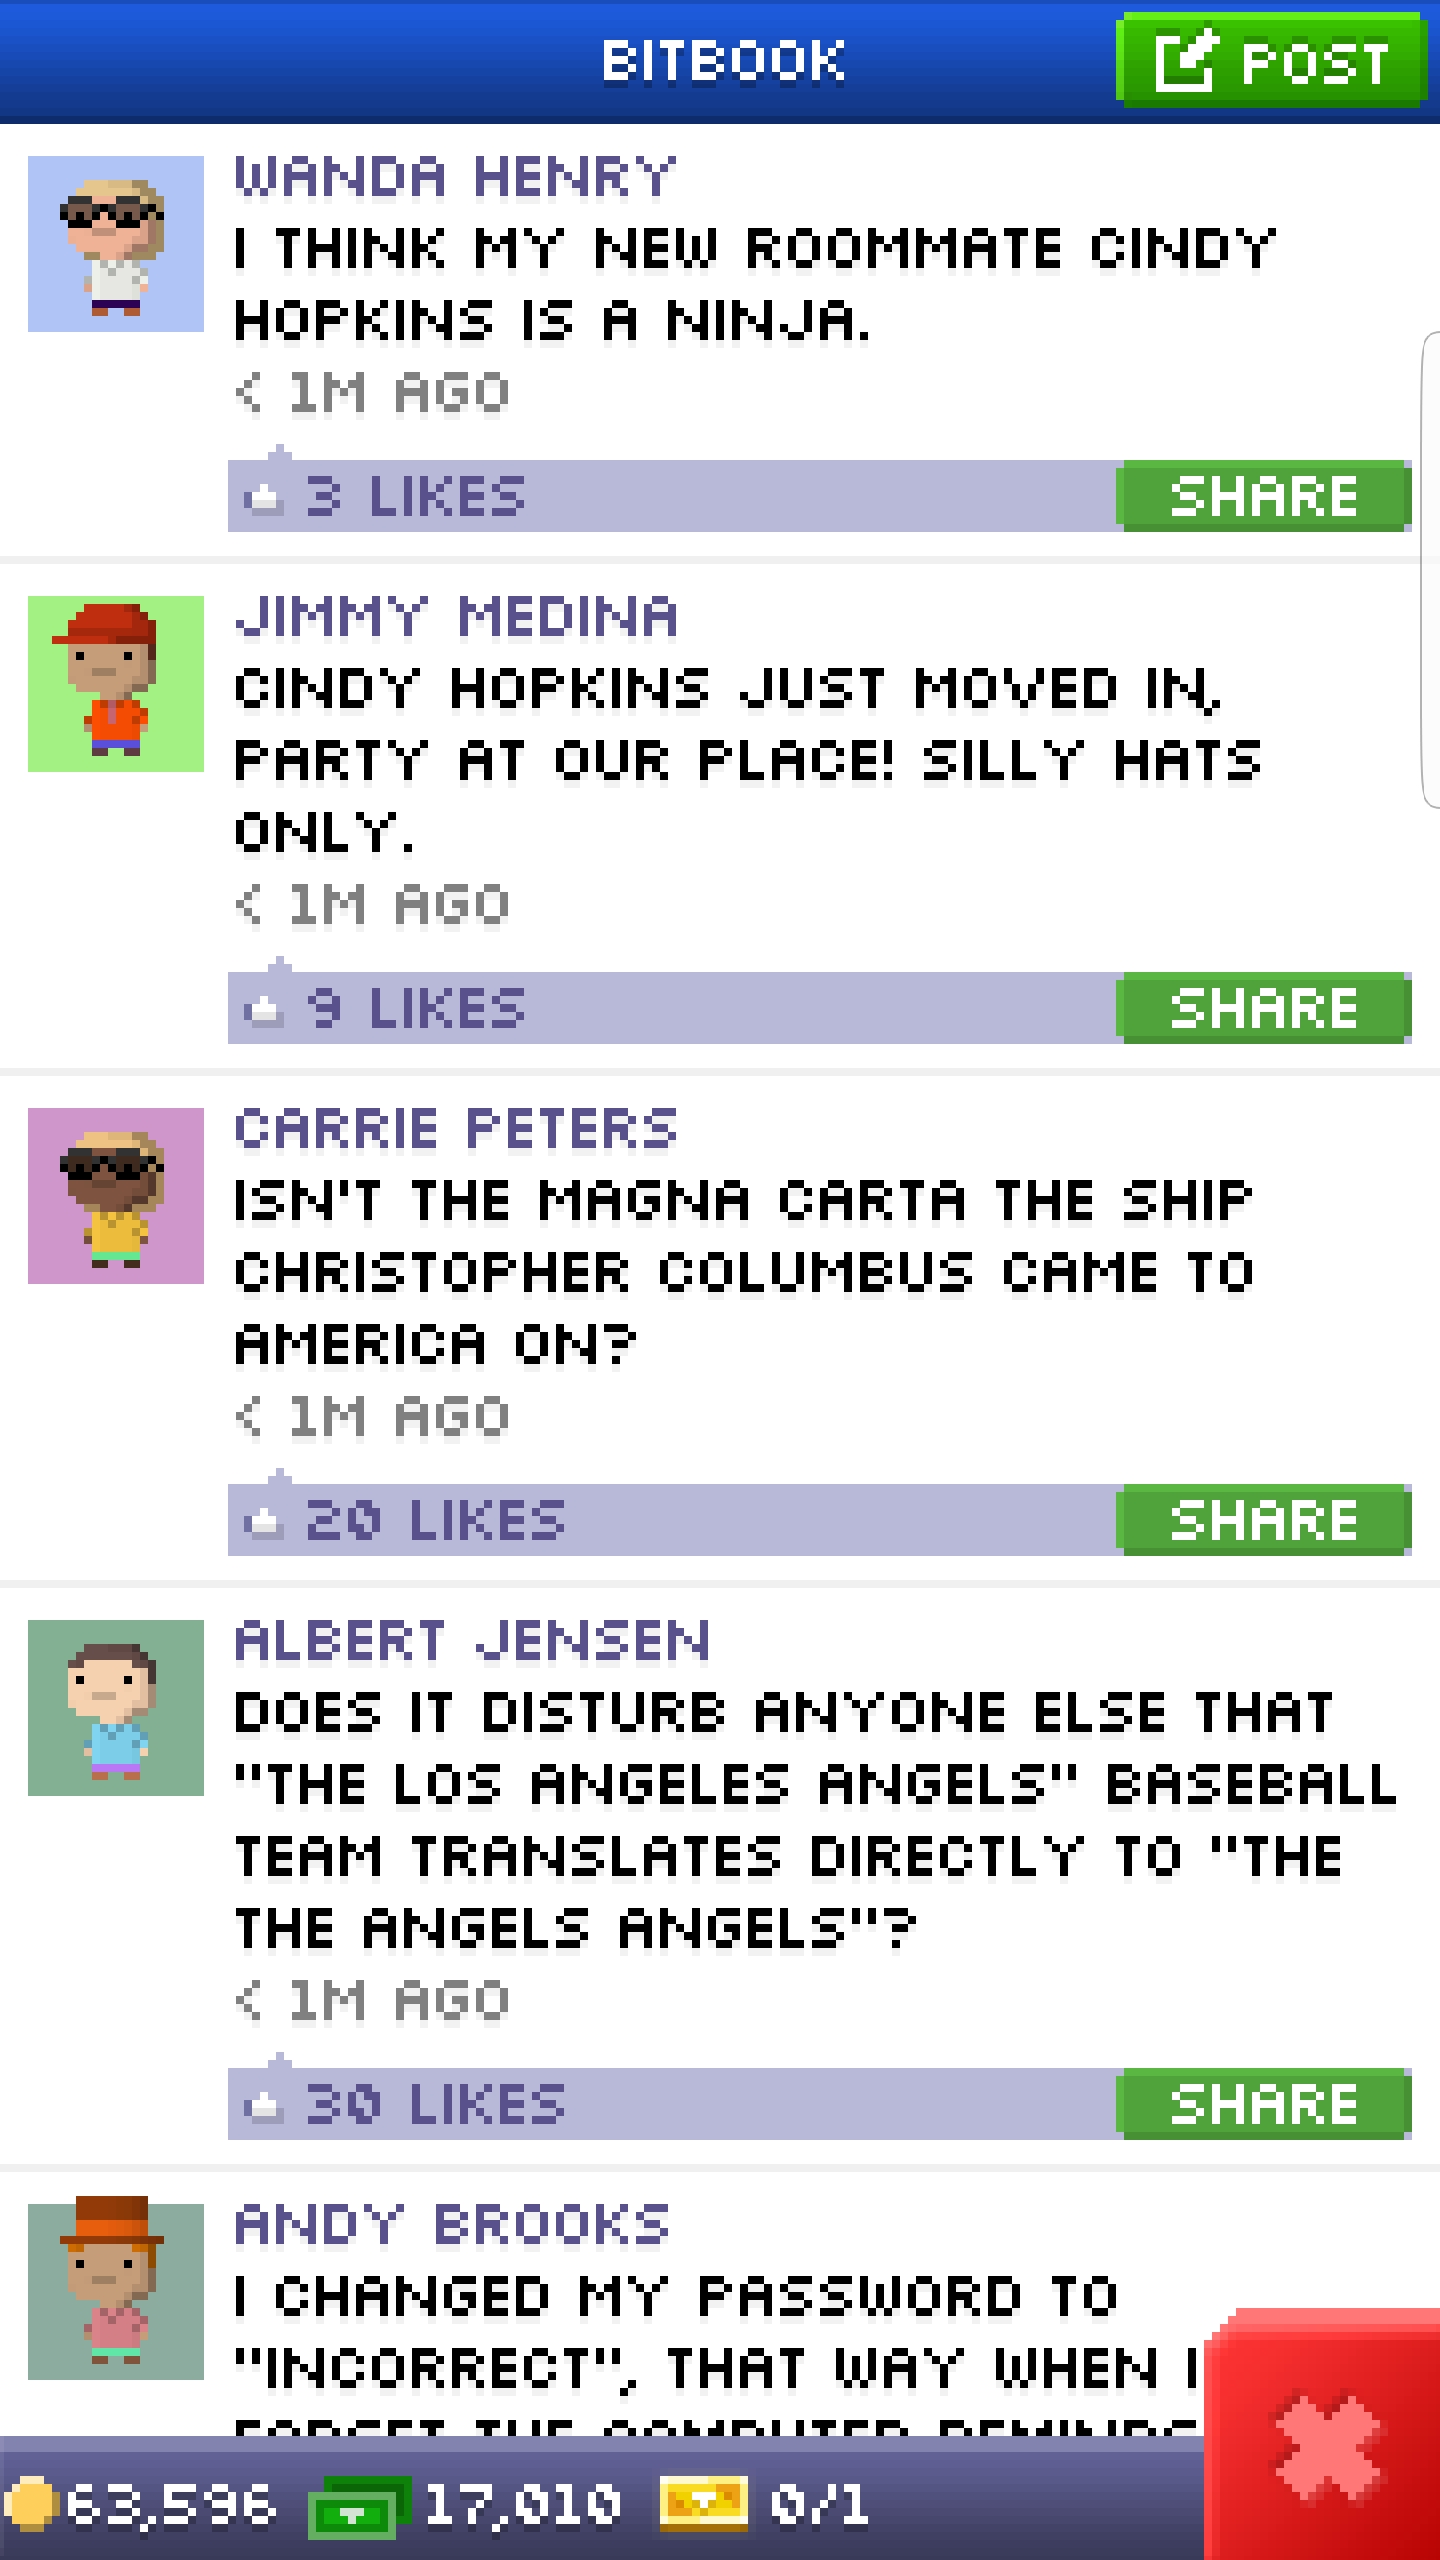 BITBOOK
POST
WANDA HENRY
I THINK MY NEW ROOMMATE CINDY
HOPKINS IS A NINJA.
< 1M AGO
3 LIKES
SHARE
JIMMY MEDINA
CINDY HOPKINS JUST MOVED IN,
PARTY AT OUR PLACE! SILLY HATS
ONLY.
< 1M AGO
9 LIKES
SHARE
CARRIE PETERS
ISN'T THE MAGNA CARTA THE SHIP
CHRISTOPHER COLUMBUS CAME TO
AMERICA ON?
< 1M AGO
20 LIKES
SHARE
ALBERT JENSEN
DOES IT DISTURB ANYONE ELSE THAT
"THE LOS ANGELES ANGELS" BASEBALL
TEAM TRANSLATES DIRECTLY TO "THE
THE ANGELS ANGELS"?
< 1M AGO
30 LIKES
SHARE
ANDY BROOKS
I CHANGED MY PASSWORD TO
"INCORRECT", THAT WAY WHEN I
FORGET THE COMPUTER REMINDS
63,596
17,010
0/1